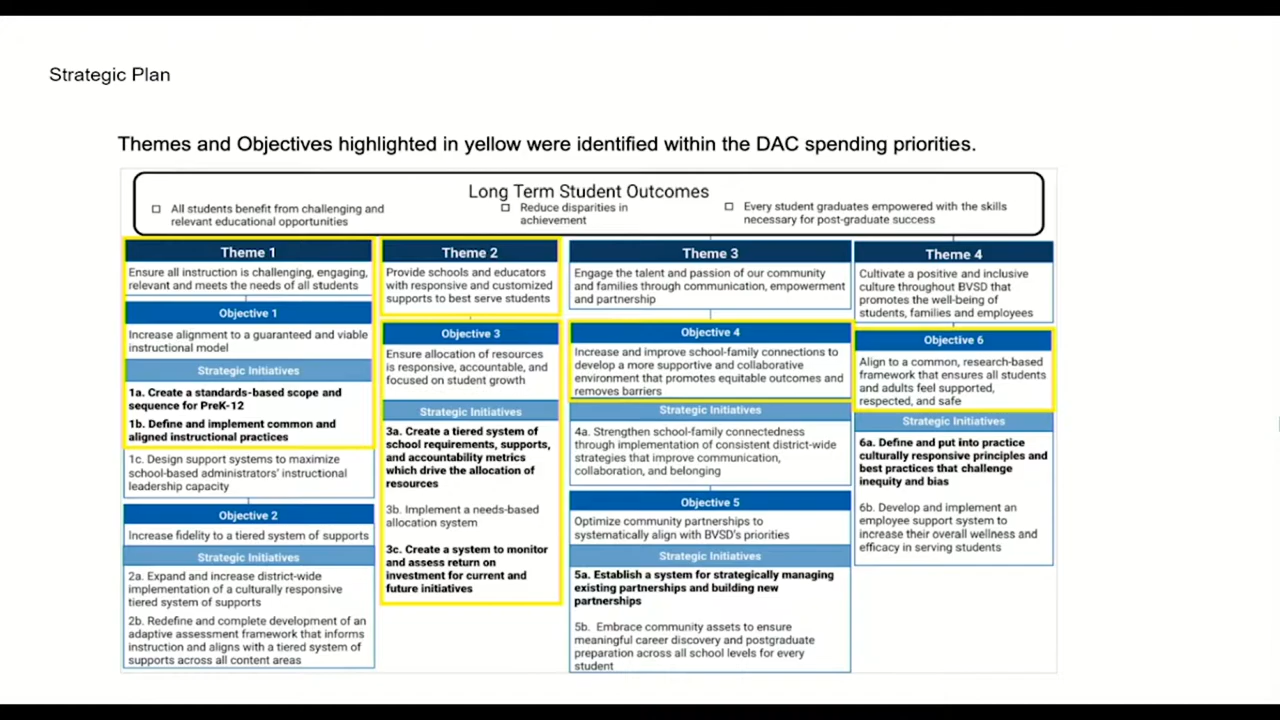 Strategic Plan
Themes and Objectives highlighted in yellow were identified within the DAC spending priorities.
Long Term Student Outcomes
All students benefit from challenging and
relevant educational opportunities
Reduce disparities in
achievement
Every student graduates empowered with the skills
necessary for post-graduate success
Theme 1
Ensure all instruction is challenging, engaging,
relevant and meets the needs of all students
Objective 1
Increase alignment to a guaranteed and viable
instructional model
Strategic Initiatives
1a. Create a standards-based scope and
sequence for PreK-12
1b. Define and implement common and
aligned instructional practices
1c. Design support systems to maximize
school-based administrators' instructional
leadership capacity
Objective 2
Increase fidelity to a tiered system of supports
Strategic Initiatives
2a. Expand and increase district-wide
implementation of a culturally responsive
tiered system of supports
2b. Redefine and complete development of an
adaptive assessment framework that informs
instruction and aligns with a tiered system of
supports across all content areas
Theme 2
Provide schools and educators
with responsive and customized
supports to best serve students
Objective 3
Ensure allocation of resources
is responsive, accountable, and
focused on student growth
Strategic Initiatives
3a. Create a tiered system of
school requirements, supports,
and accountability metrics
which drive the allocation of
resources
3b. Implement a needs-based
allocation system
3c. Create a system to monitor
and assess return on
investment for current and
future initiatives
Theme 3
Engage the talent and passion of our community
and families through communication, empowerment
and partnership
Objective 4
Increase and improve school-family connections to
develop a more supportive and collaborative
environment that promotes equitable outcomes and
removes barriers
Strategic Initiatives
4a. Strengthen school-family connectedness
through implementation of consistent district-wide
strategies that improve communication,
collaboration, and belonging
Objective 5
Optimize community partnerships to
systematically align with BVSD's priorities
Strategic Initiatives
5a. Establish a system for strategically managing
existing partnerships and building new
partnerships
5b. Embrace community assets to ensure
meaningful career discovery and postgraduate
preparation across all school levels for every
student
Theme 4
Cultivate a positive and inclusive
culture throughout BVSD that
promotes the well-being of
students, families and employees
Objective 6
Align to a common, research-based
framework that ensures all students
and adults feel supported,
respected, and safe
Strategic Initiatives
6a. Define and put into practice
culturally responsive principles and
best practices that challenge
inequity and bias
6b. Develop and implement an
employee support system to
increase their overall wellness and
efficacy in serving students